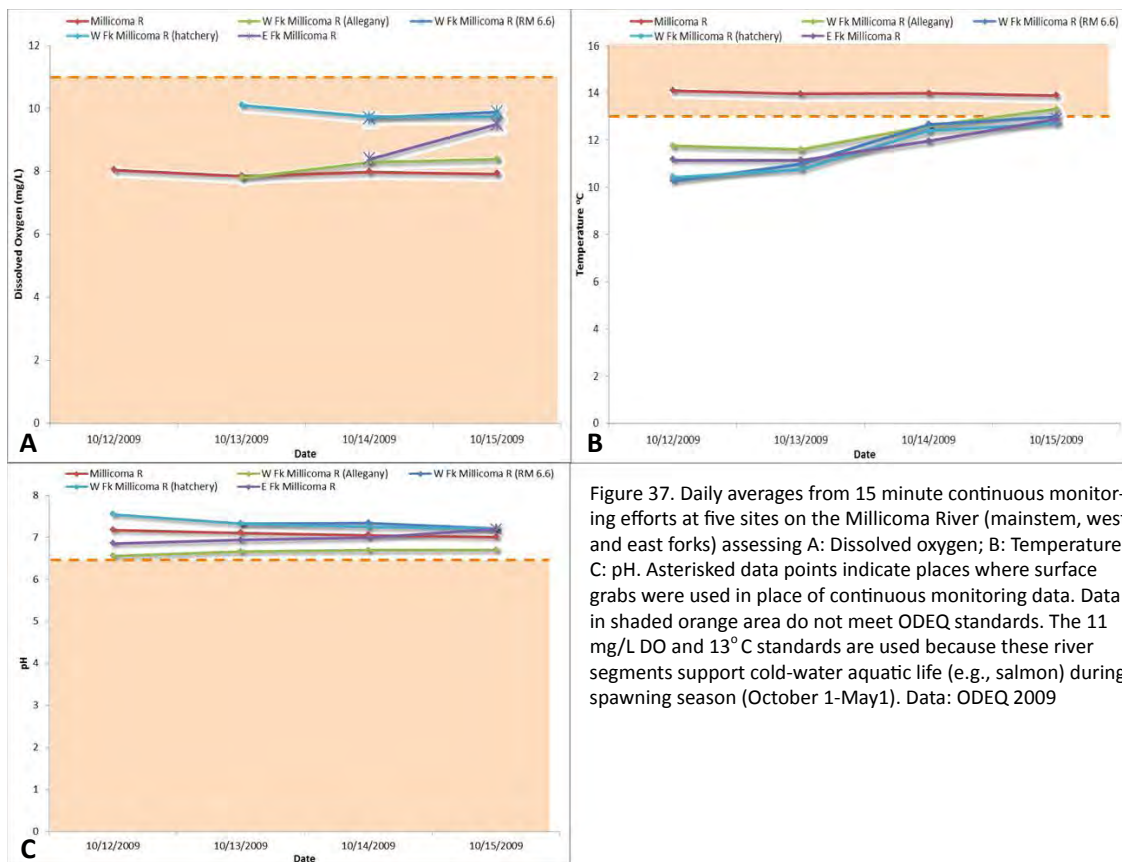 Millicoma R
W Fk Millicoma R (Allegany)
W Fk Millicoma R (RM 6.6)
W Fk Millicoma R (hatchery)
E Fk Millicoma R
12
10
8
6
4
2
0
Dissolved Oxygen (mg/L)
10/12/2009
10/13/2009
10/14/2009
10/15/2009
Date
A
Millicoma R
W Fk Millicoma R (Allegany)
W Fk Millicoma R (RM 6.6)
W Fk Millicoma R (hatchery)
E Fk Millicoma R
16
14
12
10
8
6
4
2
0
Temperature °C
10/12/2009
10/13/2009
10/14/2009
10/15/2009
Date
B
Millicoma R
W Fk Millicoma R (Allegany)
W Fk Millicoma R (RM 6.6)
W Fk Millicoma R (hatchery)
E Fk Millicoma R
8
7
6
5
4
3
2
1
0
pH
10/12/2009
10/13/2009
10/14/2009
10/15/2009
Date
C
Figure 37. Daily averages from 15 minute continuous monitor-
ing efforts at five sites on the Millicoma River (mainstem, west
and east forks) assessing A: Dissolved oxygen; B: Temperature
C: pH. Asterisked data points indicate places where surface
grabs were used in place of continuous monitoring data. Data
in shaded orange area do not meet ODEQ standards. The 11
mg/L DO and 13° C standards are used because these river
segments support cold-water aquatic life (e.g., salmon) during
spawning season (October 1-May1). Data: ODEQ 2009